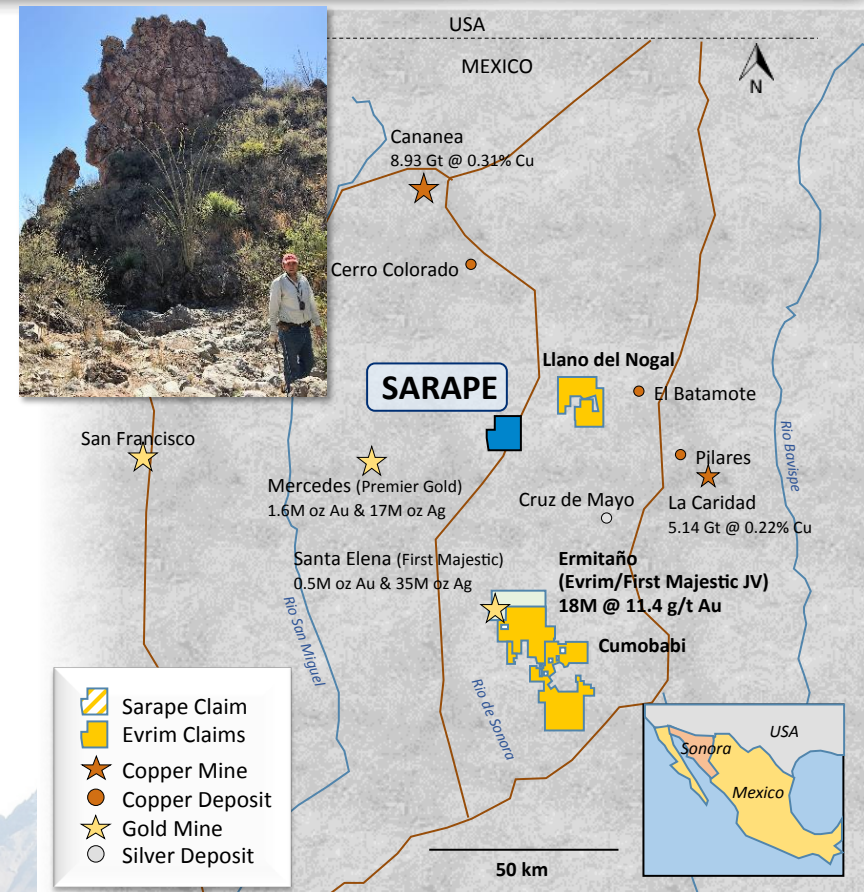 USA
MEXICO
N
Cananea
8.93 Gt @ 0.31% Cu
Cerro Colorado
Llano del Nogal
SARAPE
El Batamote
San Francisco
Rio Bavispe
Pilares
Mercedes (Premier Gold)
1.6M oz Au & 17M oz Ag
Cruz de Mayo
La Caridad
5.14 Gt @ 0.22% Cu
Santa Elena (First Majestic)
0.5M oz Au & 35M oz Ag
Ermitaño
(Evrim/First Majestic JV)
18M @ 11.4 g/t Au
Rio San Miguel
Cumobabi
Rio de Sonora
Sarape Claim
Evrim Claims
Copper Mine
Copper Deposit
Gold Mine
Silver Deposit
50 km
USA
Sonora
Mexico